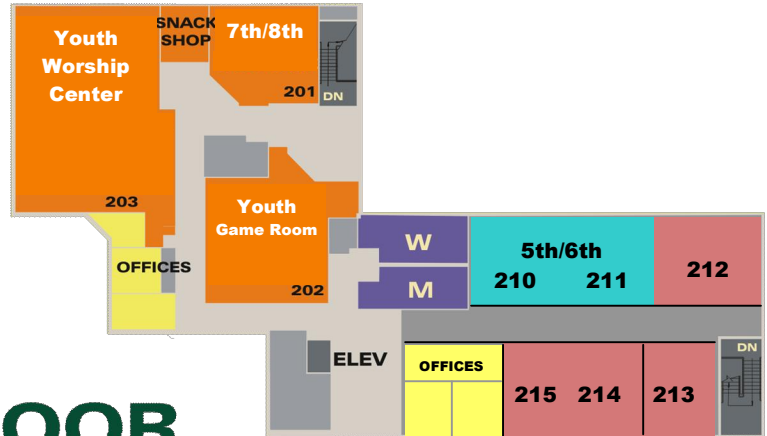 Youth
Worship
Center
203
SNACK
SHOP
7th/8th
201
DN
Youth
Game Room
202
OFFICES
W
M
5th/6th
210 211
212
ELEV
OFFICES
215 214
213
DN
OOR